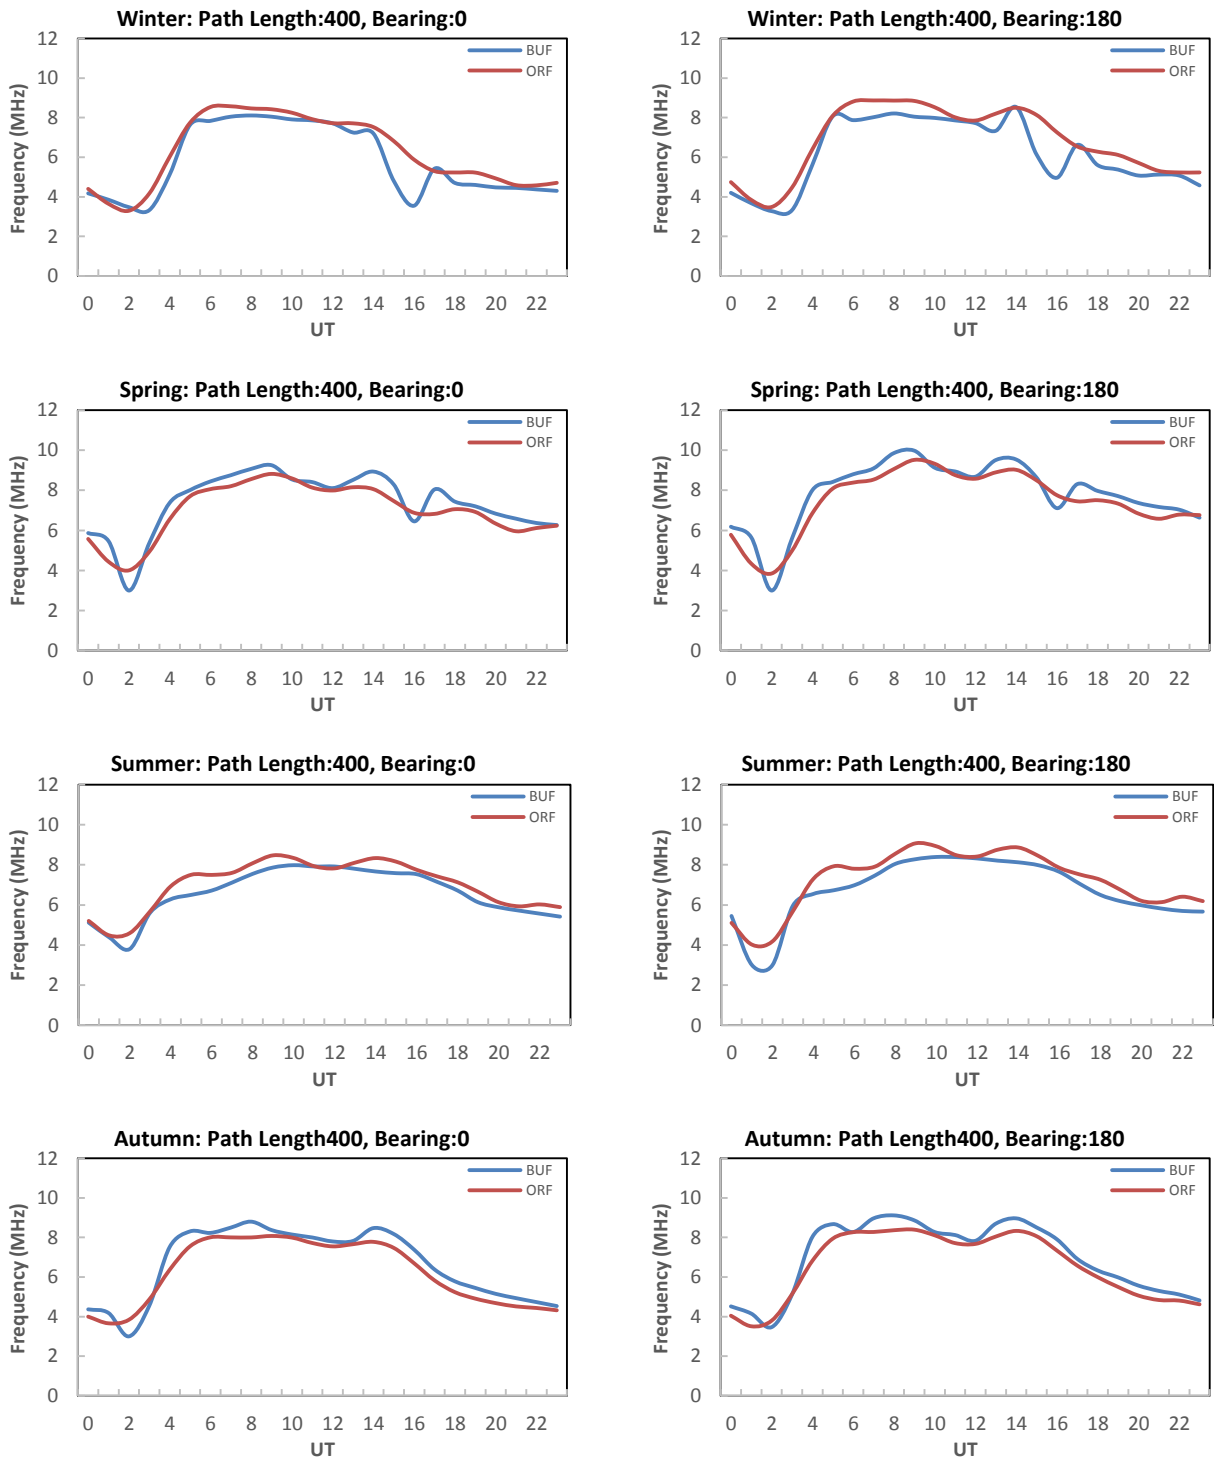 Winter: Path Length:400, Bearing:0
12
10
8
6
4
2
0
Frequency (MHz)
BUF
ORF
0 2 4 6 8 10 12 14 16 18 20 22
UT
Winter: Path Length:400, Bearing:180
12
10
8
6
4
2
0
Frequency (MHz)
BUF
ORF
0 2 4 6 8 10 12 14 16 18 20 22
UT
Spring: Path Length:400, Bearing:0
12
10
8
6
4
2
0
Frequency (MHz)
BUF
ORF
0 2 4 6 8 10 12 14 16 18 20 22
UT
Spring: Path Length:400, Bearing:180
12
10
8
6
4
2
0
Frequency (MHz)
BUF
ORF
0 2 4 6 8 10 12 14 16 18 20 22
UT
Summer: Path Length:400, Bearing:0
12
10
8
6
4
2
0
Frequency (MHz)
BUF
ORF
0 2 4 6 8 10 12 14 16 18 20 22
UT
Summer: Path Length:400, Bearing:180
12
10
8
6
4
2
0
Frequency (MHz)
BUF
ORF
0 2 4 6 8 10 12 14 16 18 20 22
UT
Autumn: Path Length400, Bearing:0
12
10
8
6
4
2
0
Frequency (MHz)
BUF
ORF
0 2 4 6 8 10 12 14 16 18 20 22
UT
Autumn: Path Length400, Bearing:180
12
10
8
6
4
2
0
Frequency (MHz)
BUF
ORF
0 2 4 6 8 10 12 14 16 18 20 22
UT